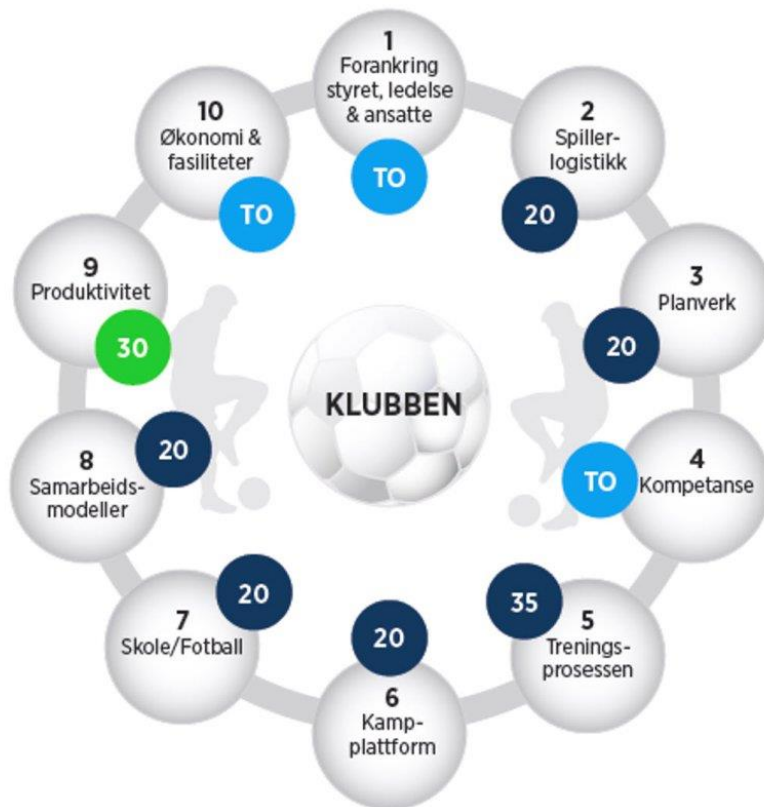 1
Forankring
styret, ledelse
& ansatte
TO
2
Spiller-
logistikk
20
3
Planverk
20
4
Kompetanse
TO
5
Trenings-
prosessen
35
6
Kamp-
plattform
20
7
Skole/Fotball
20
8
Samarbeids-
modeller
20
9
Produktivitet
30
10
Økonomi &
fasiliteter
TO
KLUBBEN